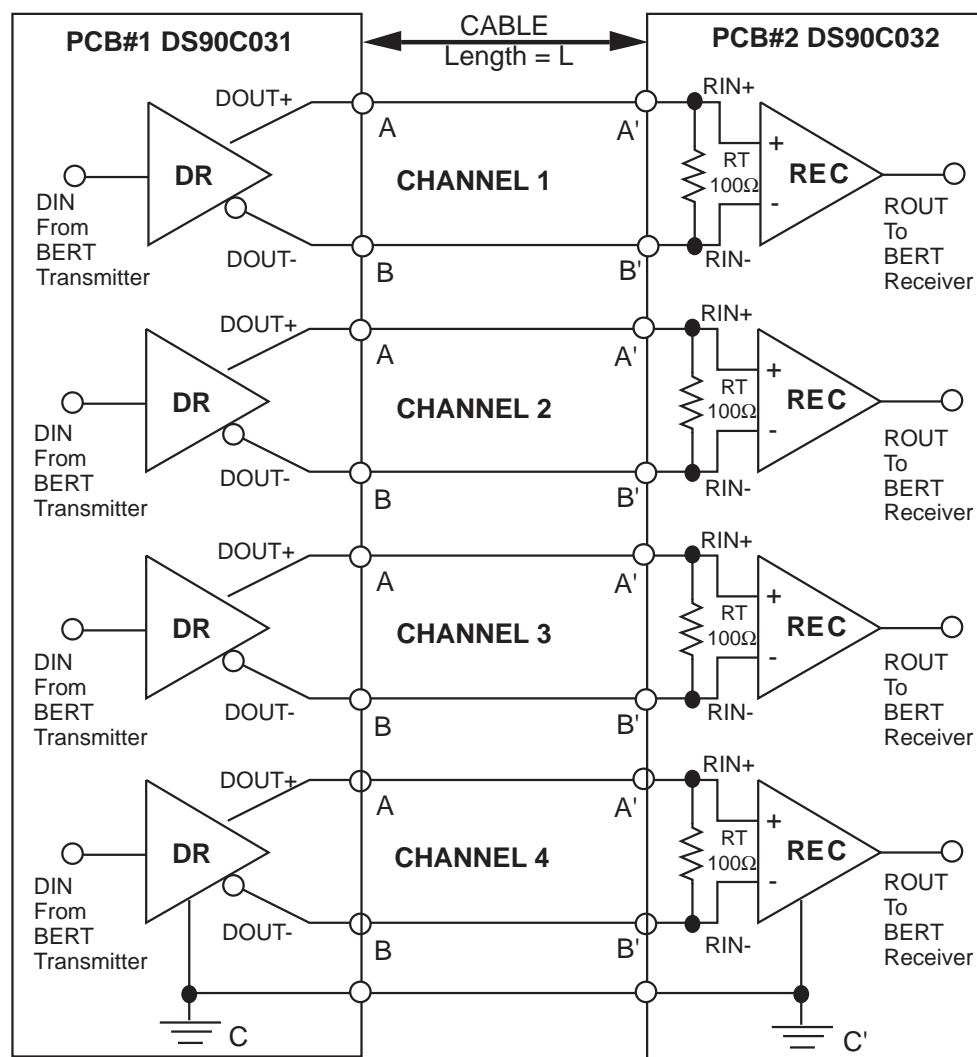 PCB#1 DS90C031
CABLE
Length = L
PCB#2 DS90C032
DOUT+
A
A'
RIN+
DR
CHANNEL 1
RT
100Ω
+
-
REC
DIN
From
BERT
Transmitter
DOUT-
B
B'
RIN-
ROUT
To
BERT
Receiver
DOUT+
A
A'
RIN+
DR
CHANNEL 2
RT
100Ω
+
-
REC
DIN
From
BERT
Transmitter
DOUT-
B
B'
RIN-
ROUT
To
BERT
Receiver
DOUT+
A
A'
RIN+
DR
CHANNEL 3
RT
100Ω
+
-
REC
DIN
From
BERT
Transmitter
DOUT-
B
B'
RIN-
ROUT
To
BERT
Receiver
DOUT+
A
A'
RIN+
DR
CHANNEL 4
RT
100Ω
+
-
REC
DIN
From
BERT
Transmitter
DOUT-
B
B'
RIN-
ROUT
To
BERT
Receiver
C
C'